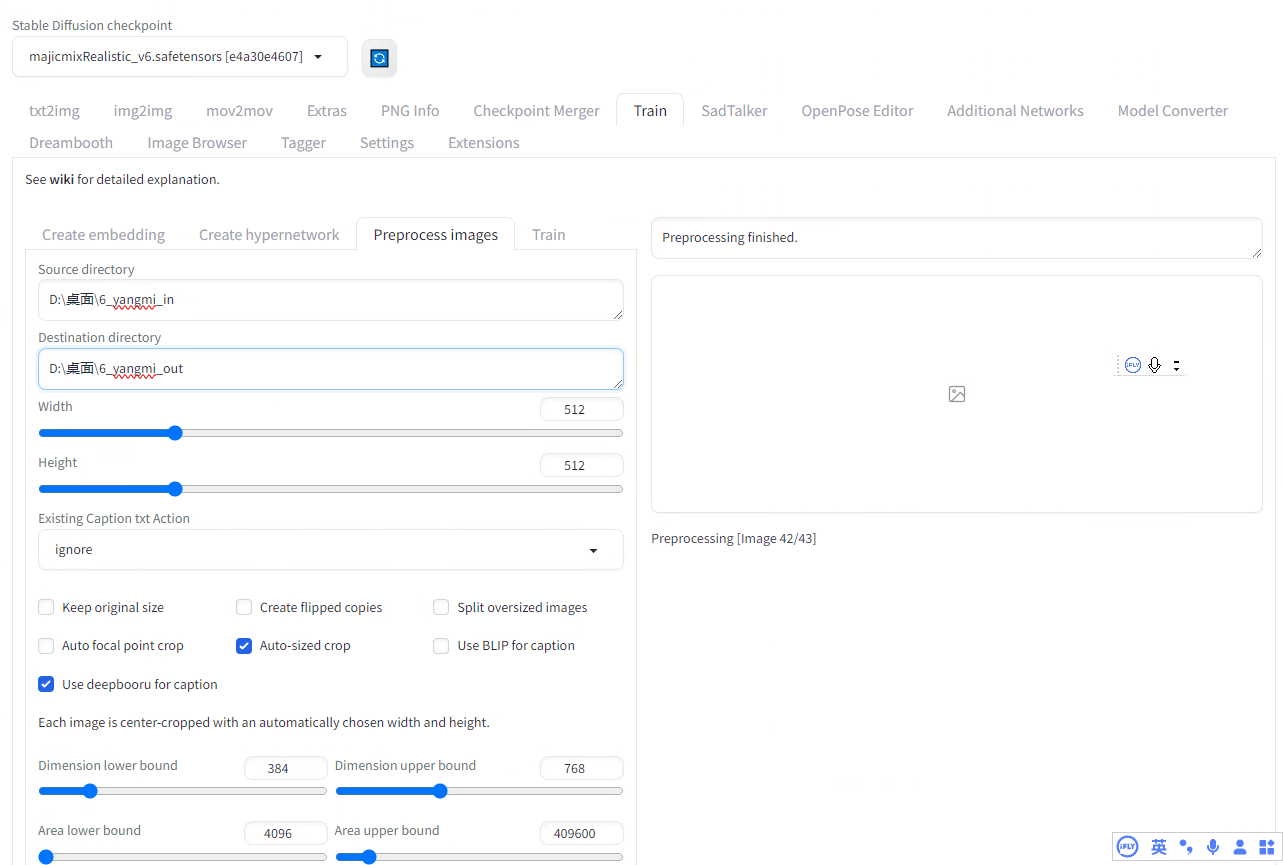 Stable Diffusion checkpoint
majicmixRealistic_v6.safetensors [e4a30e4607]
txt2img img2img mov2mov Extras PNG Info Checkpoint Merger Train SadTalker OpenPose Editor Additional Networks Model Converter
Dreambooth Image Browser Tagger Settings Extensions
See wiki for detailed explanation.
Create embedding Create hypernetwork Preprocess images Train
Preprocessing finished.
Source directory
D:\桌面\6_yangmi_in
Destination directory
D:\桌面\6_yangmi_out
iFLY
Width 512
Height 512
Existing Caption txt Action
Preprocessing [Image 42/43]
ignore
Keep original size Create flipped copies Split oversized images
Auto focal point crop Auto-sized crop Use BLIP for caption
Use deepbooru for caption
Each image is center-cropped with an automatically chosen width and height.
Dimension lower bound 384 Dimension upper bound 768
Area lower bound 4096 Area upper bound 409600
iFLY 英